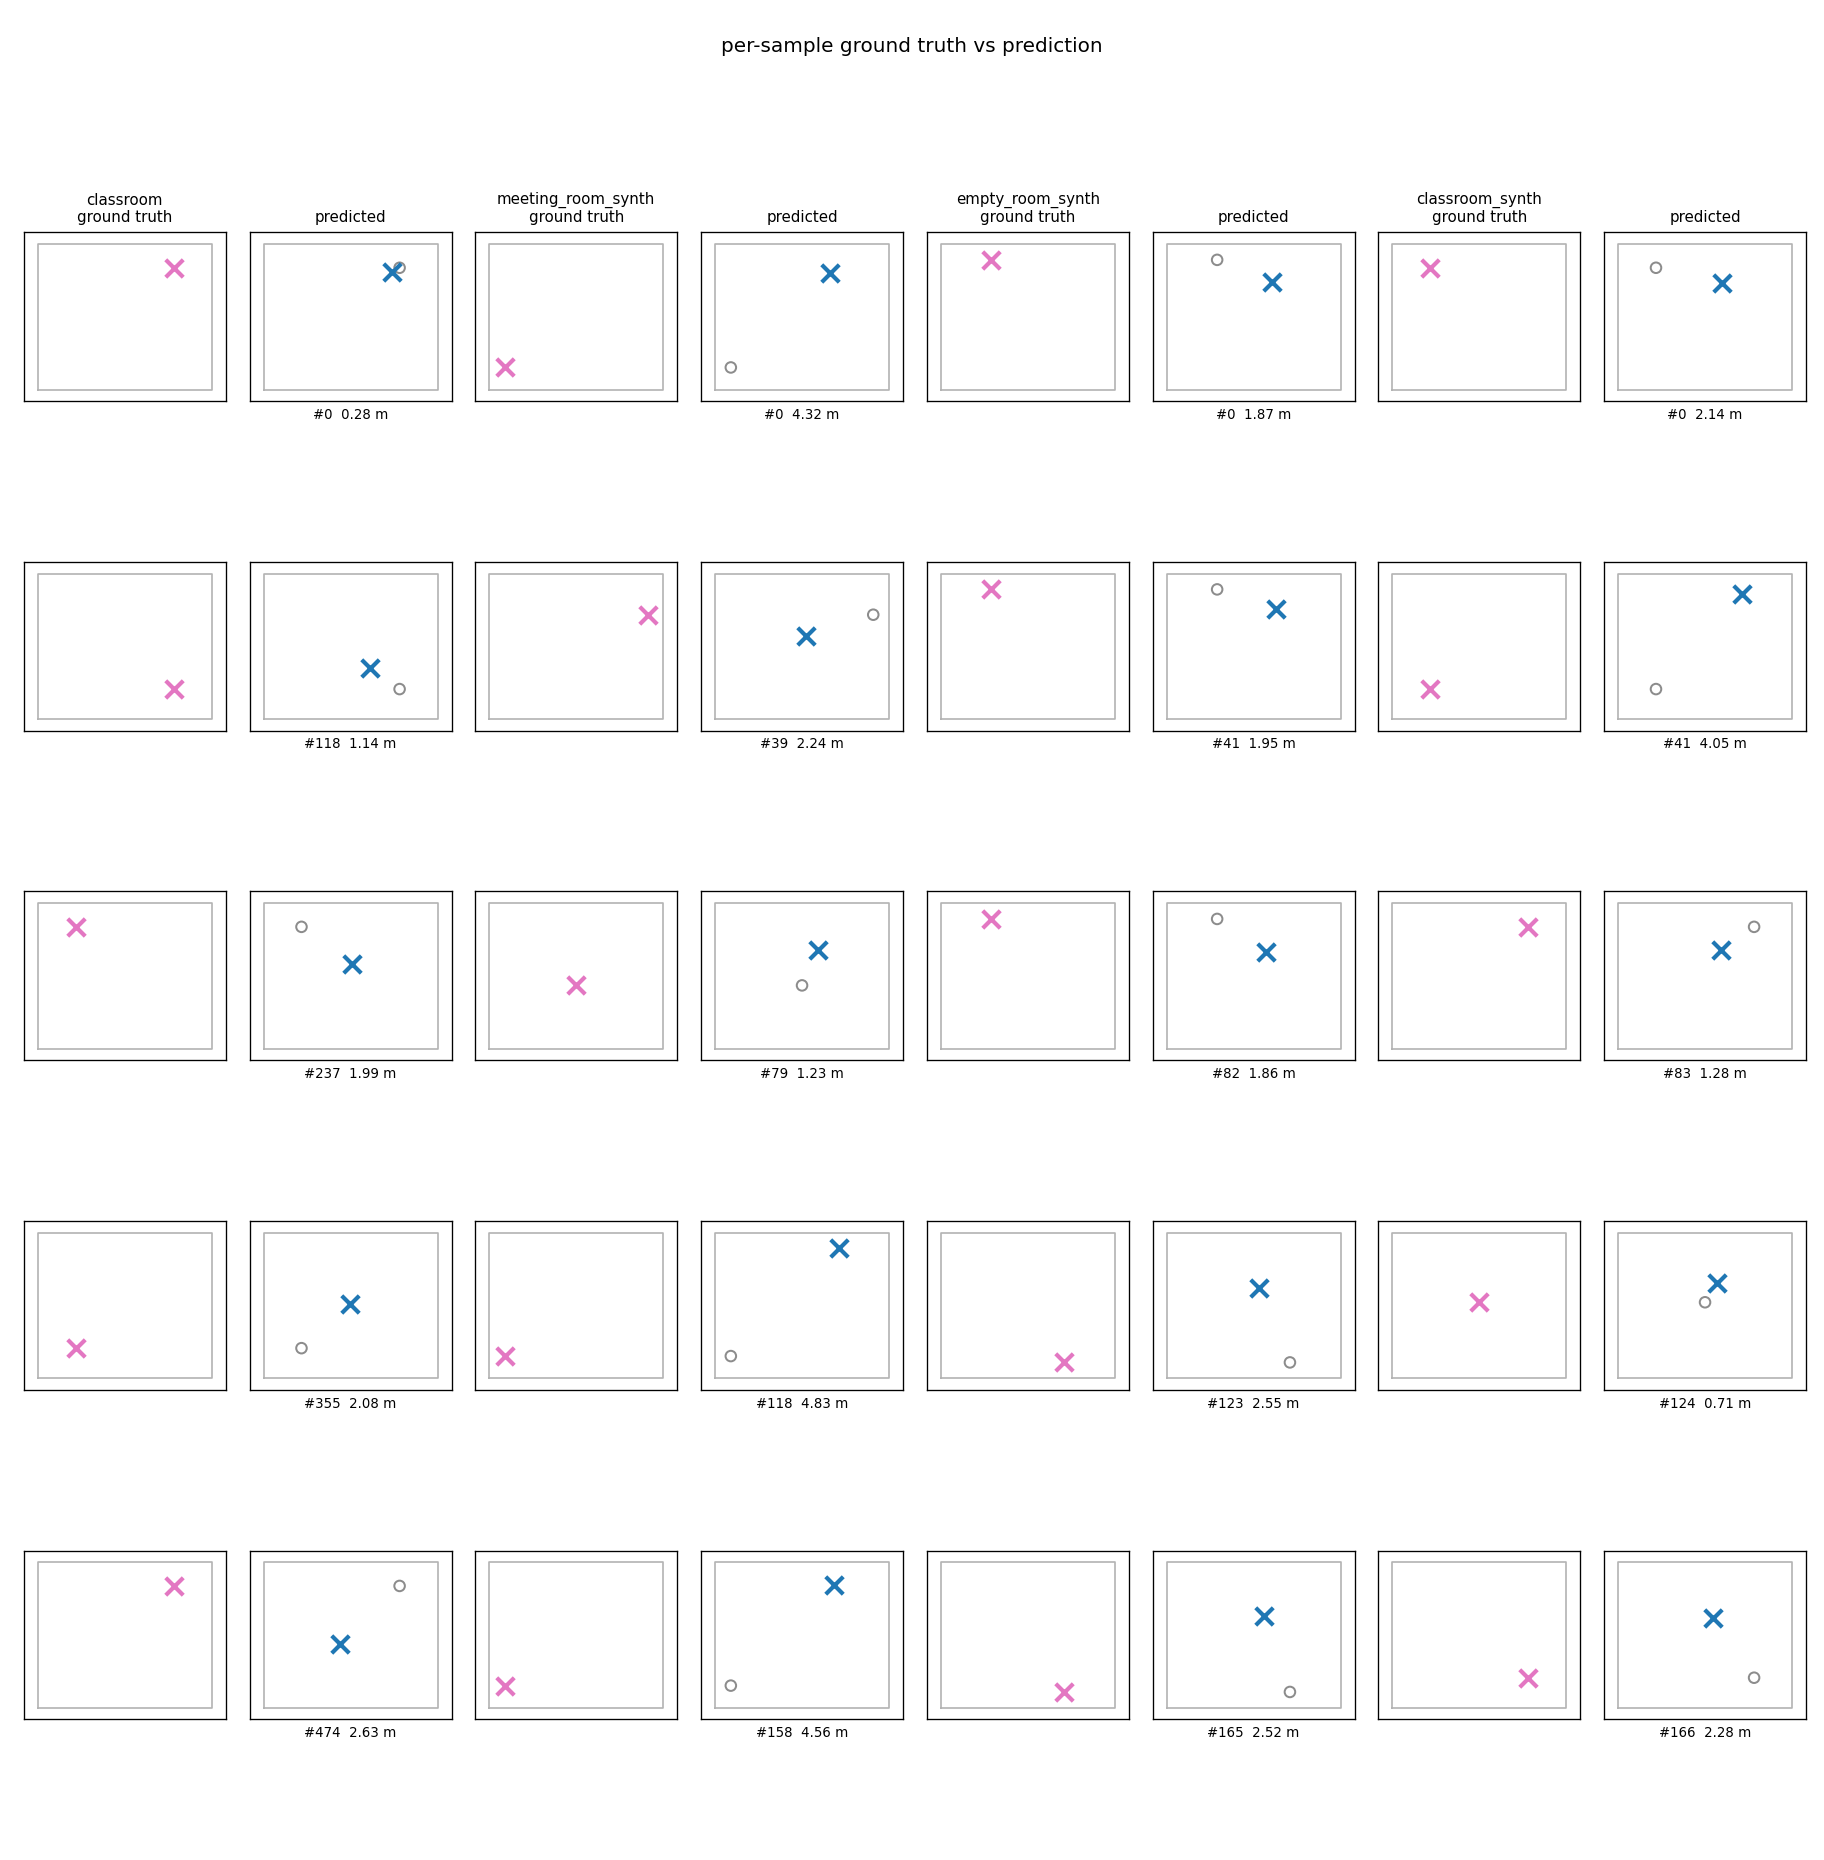 per-sample ground truth vs prediction
classroom
ground truth
predicted
meeting_room_synth
ground truth
predicted
empty_room_synth
ground truth
predicted
classroom_synth
ground truth
predicted
#0  0.28 m
#0  4.32 m
#0  1.87 m
#0  2.14 m
#118  1.14 m
#39  2.24 m
#41  1.95 m
#41  4.05 m
#237  1.99 m
#79  1.23 m
#82  1.86 m
#83  1.28 m
#355  2.08 m
#118  4.83 m
#123  2.55 m
#124  0.71 m
#474  2.63 m
#158  4.56 m
#165  2.52 m
#166  2.28 m